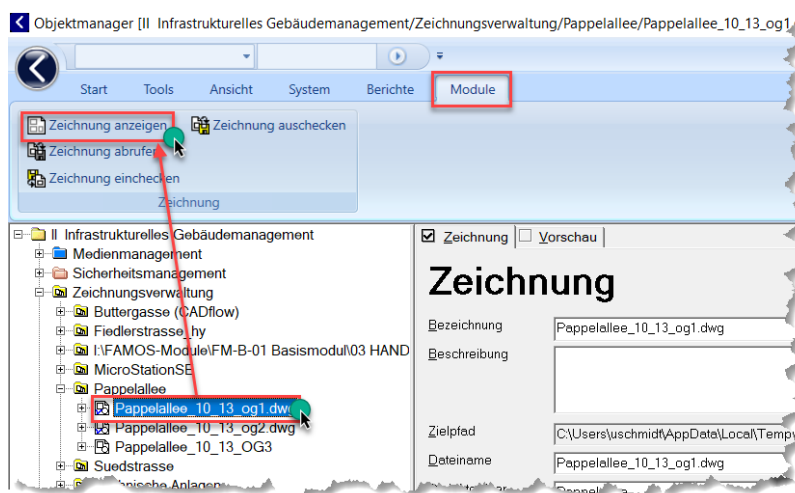 Objektmanager [II Infrastrukturelles Gebäudemanagement/Zeichnungsverwaltung/Pappelallee/Pappelallee_10_13_og1
Start Tools Ansicht System Berichte Module
Zeichnung anzeigen Zeichnung auschecken
Zeichnung abrufen
Zeichnung einchecken
Zeichnung
II Infrastrukturelles Gebäudemanagement
Medienmanagement
Sicherheitsmanagement
Zeichnungsverwaltung
Buttergasse (CADflow)
Fiedlerstrasse_hy
I:\FAMOS-Module\FM-B-01 Basismodul\03 HAND
MicroStationSE
Pappelallee
Pappelallee_10_13_og1.dwg
Pappelallee_10_13_og2.dwg
Pappelallee_10_13_OG3
Suedstrasse
Technische Anlagen
Zeichnung Vorschau
Zeichnung
Bezeichnung Pappelallee_10_13_og1.dwg
Beschreibung
Zielpfad C:\Users\uschmidt\AppData\Local\Temp
Dateiname Pappelallee_10_13_og1.dwg